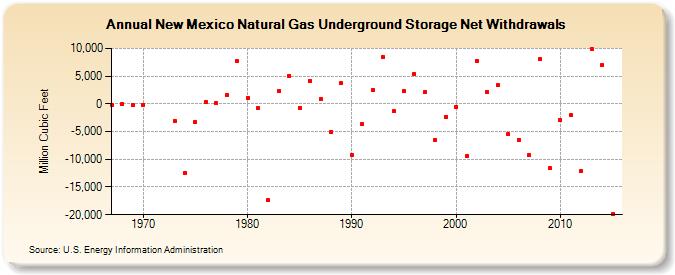 Annual New Mexico Natural Gas Underground Storage Net Withdrawals
Million Cubic Feet
10,000
5,000
0
-5,000
-10,000
-15,000
-20,000
1970 1980 1990 2000 2010
Source: U.S. Energy Information Administration